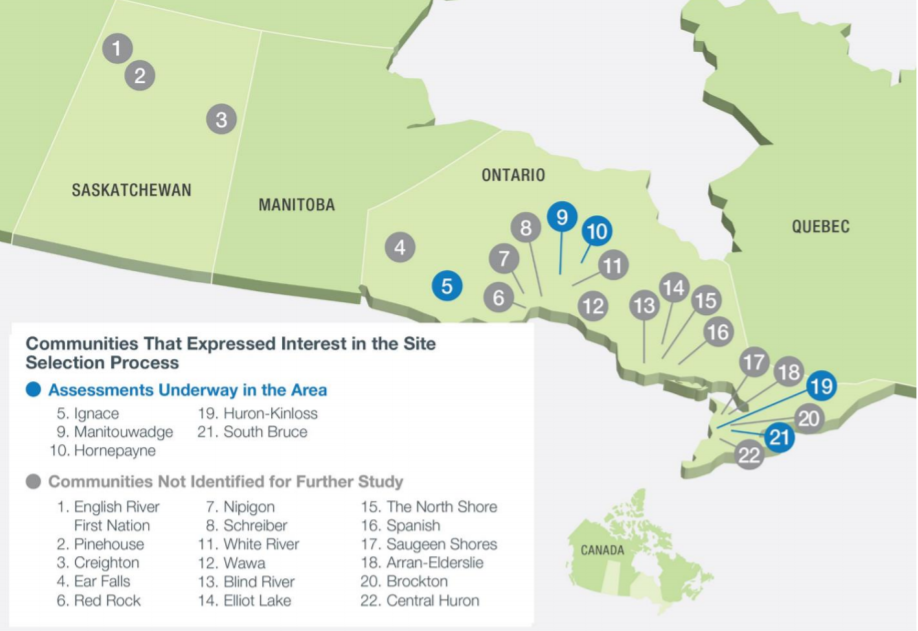 1
2
3
SASKATCHEWAN
MANITOBA
ONTARIO
QUEBEC
4
5
6
7
8
9
10
11
12
13
14
15
16
17
18
19
20
21
22
CANADA
Communities That Expressed Interest in the Site
Selection Process
Assessments Underway in the Area
5. Ignace
9. Manitouwadge
10. Hornepayne
19. Huron-Kinloss
21. South Bruce
Communities Not Identified for Further Study
1. English River
First Nation
2. Pinehouse
3. Creighton
4. Ear Falls
6. Red Rock
7. Nipigon
8. Schreiber
11. White River
12. Wawa
13. Blind River
14. Elliot Lake
15. The North Shore
16. Spanish
17. Saugeen Shores
18. Arran-Elderslie
20. Brockton
22. Central Huron